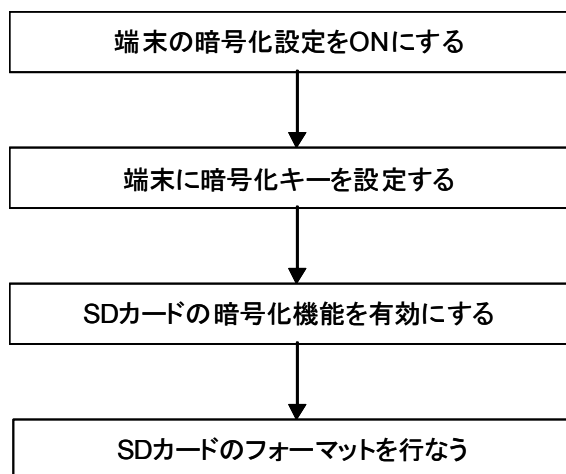 端末の暗号化設定をONにする
端末に暗号化キーを設定する
SDカードの暗号化機能を有効にする
SDカードのフォーマットを行なう